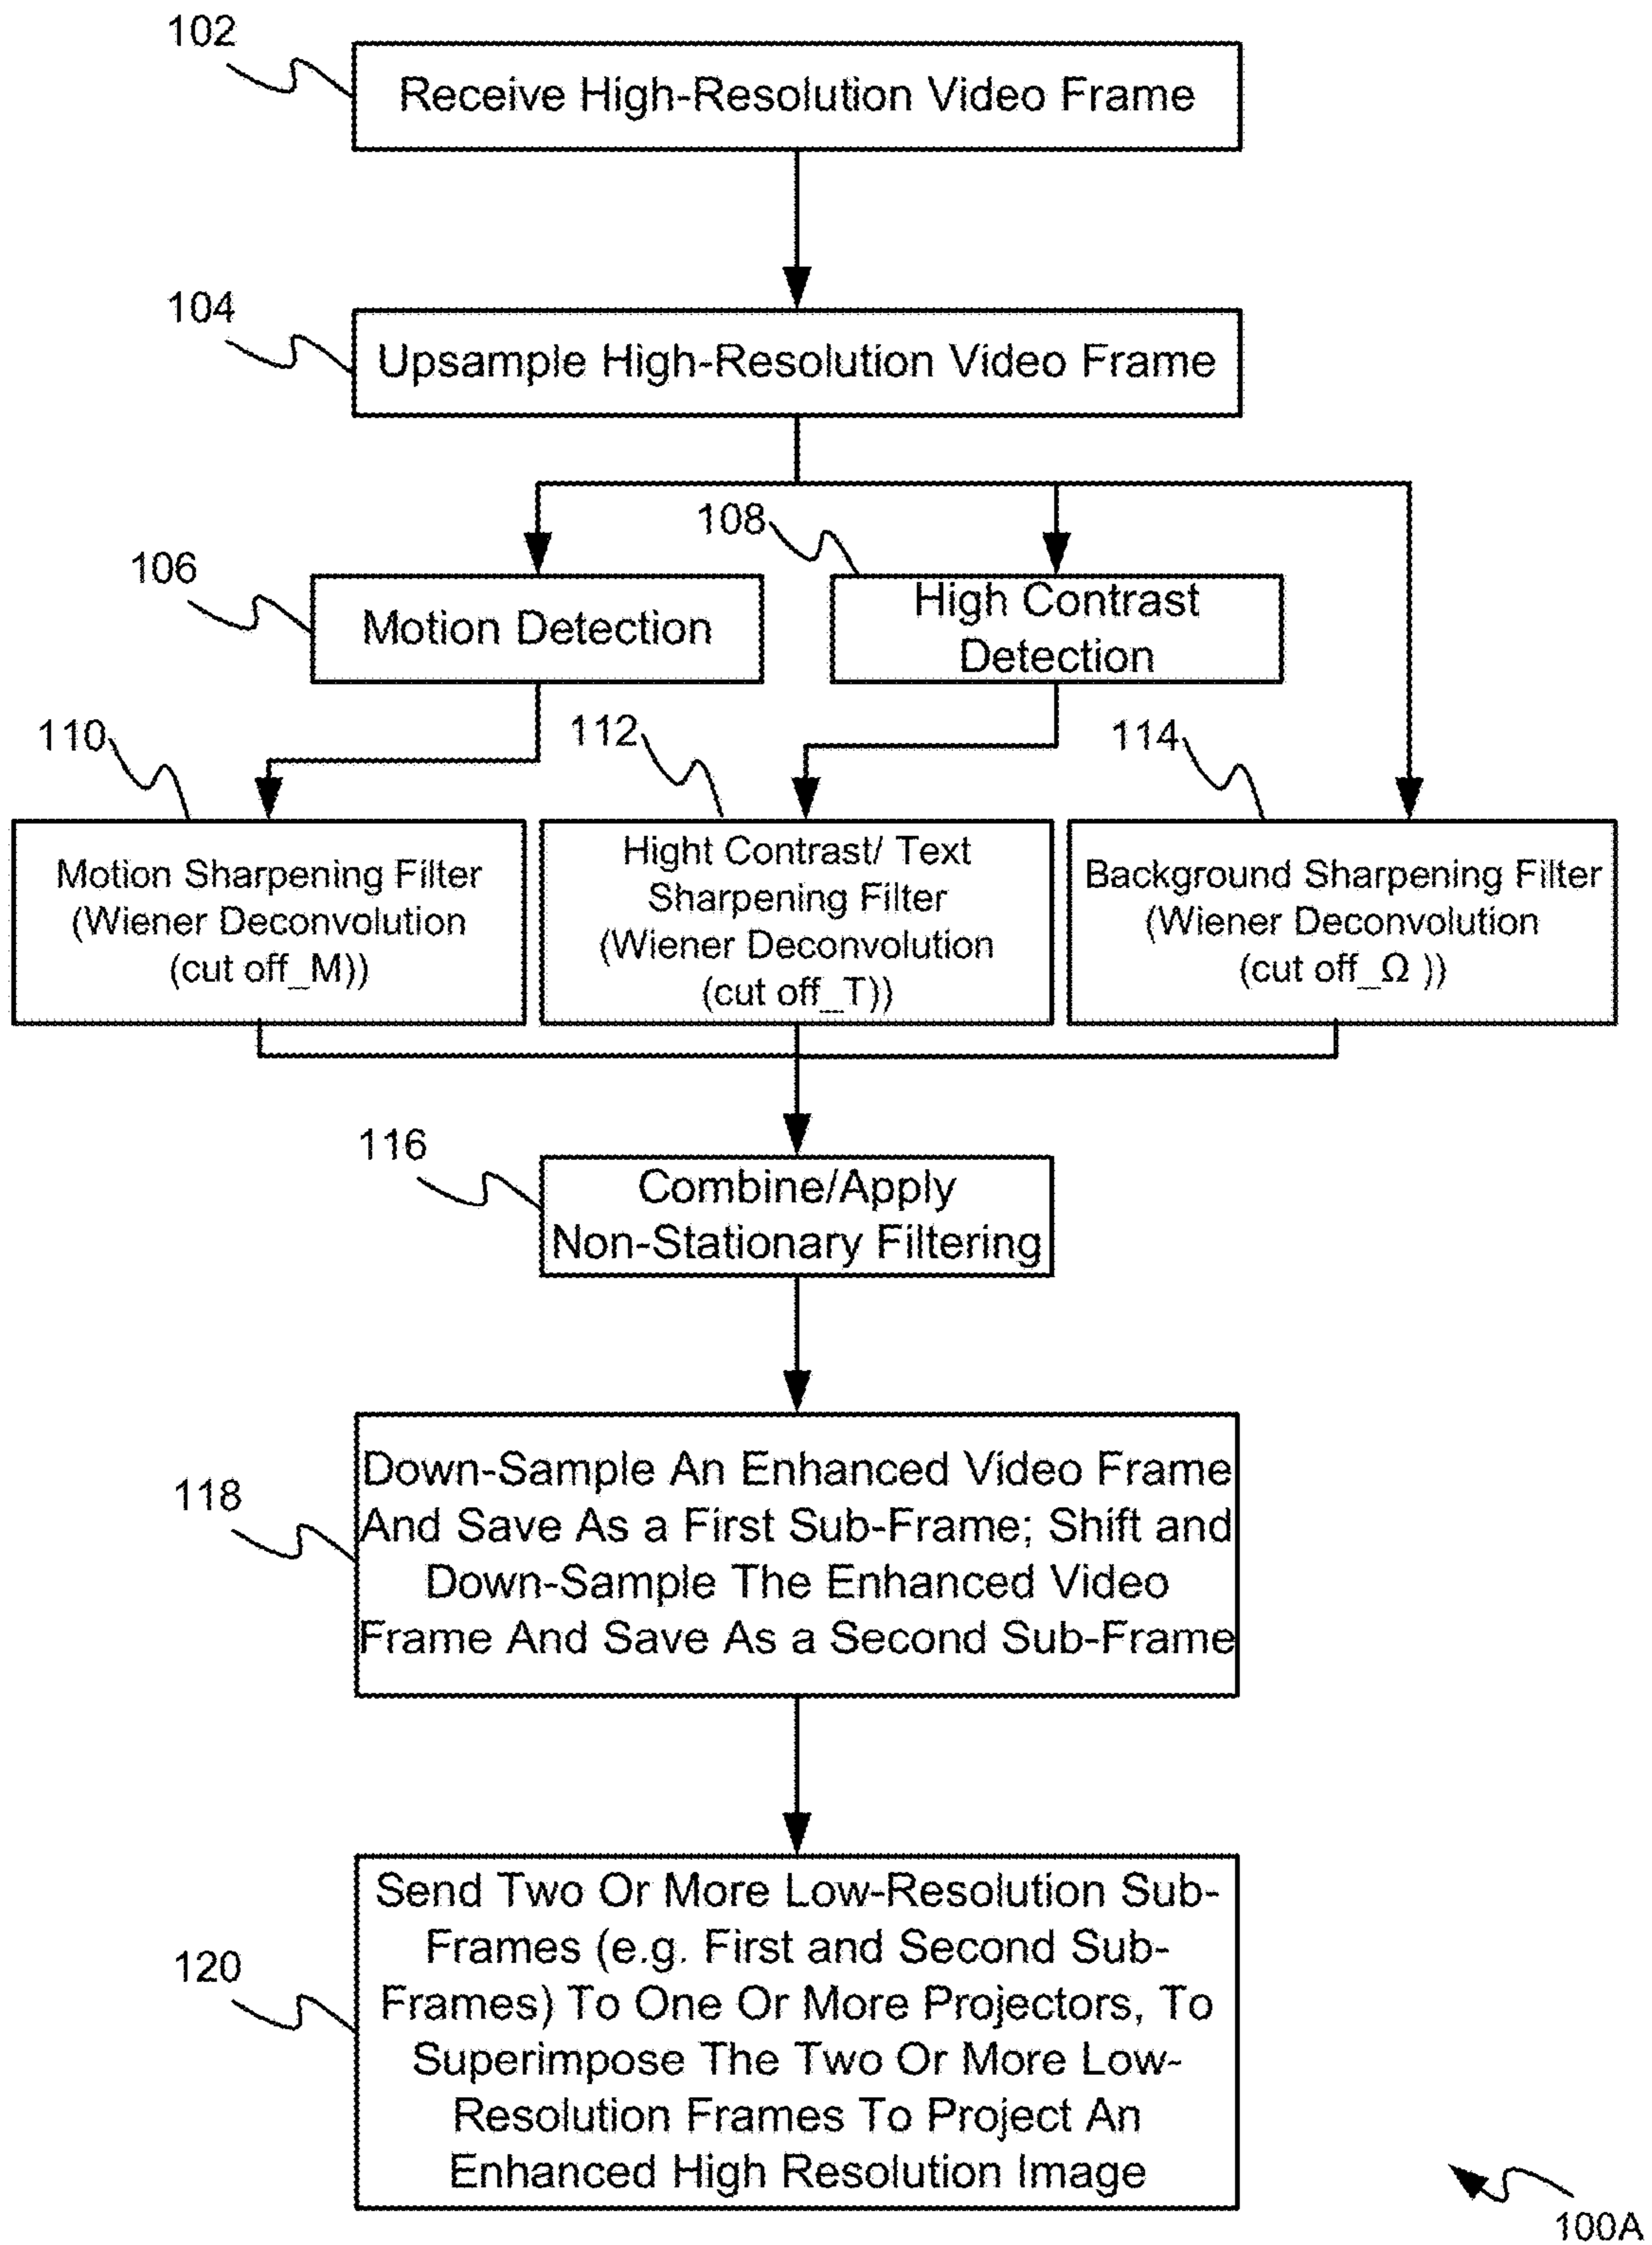 102
Receive High-Resolution Video Frame
104
Upsample High-Resolution Video Frame
108
106
Motion Detection
High Contrast
Detection
110
112
114
Motion Sharpening Filter
(Wiener Deconvolution
(cut off_M))
Hight Contrast/ Text
Sharpening Filter
(Wiener Deconvolution
(cut off_T))
Background Sharpening Filter
(Wiener Deconvolution
(cut off_Ω ))
116
Combine/Apply
Non-Stationary Filtering
118
Down-Sample An Enhanced Video Frame
And Save As a First Sub-Frame; Shift and
Down-Sample The Enhanced Video
Frame And Save As a Second Sub-Frame
120
Send Two Or More Low-Resolution Sub-
Frames (e.g. First and Second Sub-
Frames) To One Or More Projectors, To
Superimpose The Two Or More Low-
Resolution Frames To Project An
Enhanced High Resolution Image
100A